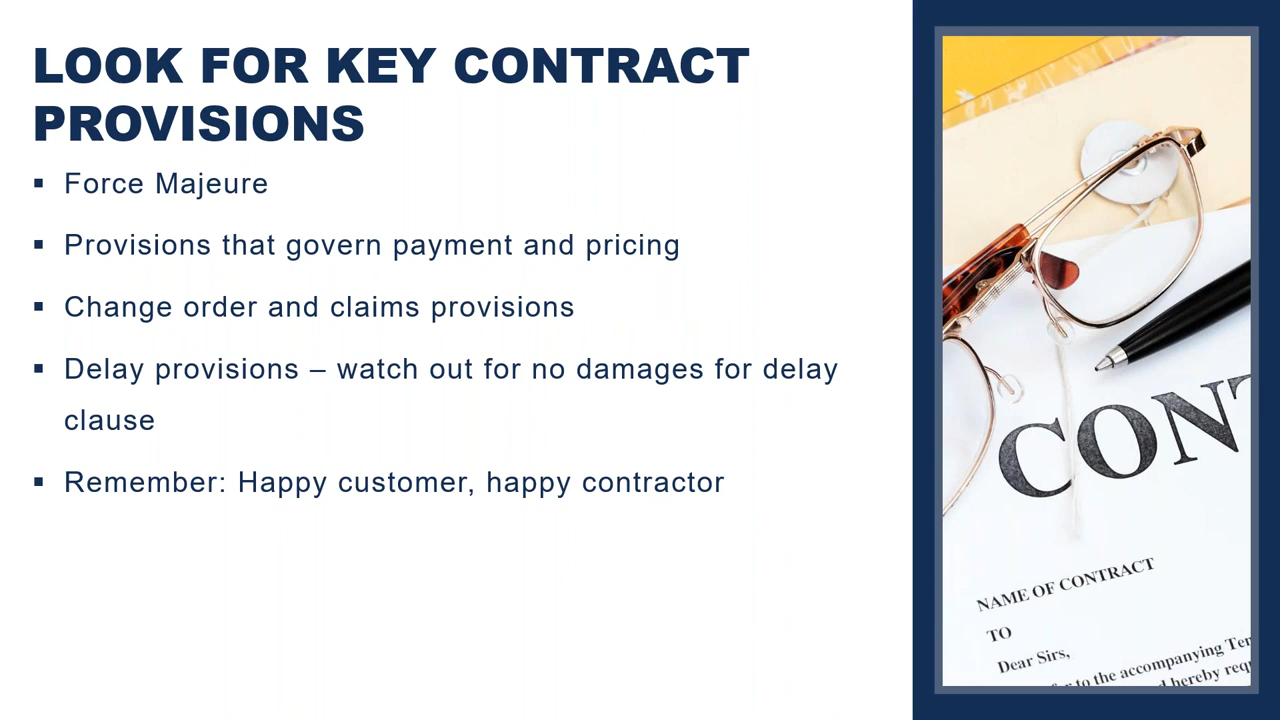 LOOK FOR KEY CONTRACT
PROVISIONS
▪ Force Majeure
▪ Provisions that govern payment and pricing
▪ Change order and claims provisions
▪ Delay provisions – watch out for no damages for delay
clause
▪ Remember: Happy customer, happy contractor
CONT
NAME OF CONTRACT
TO
Dear Sirs,
to the accompanying
hereby